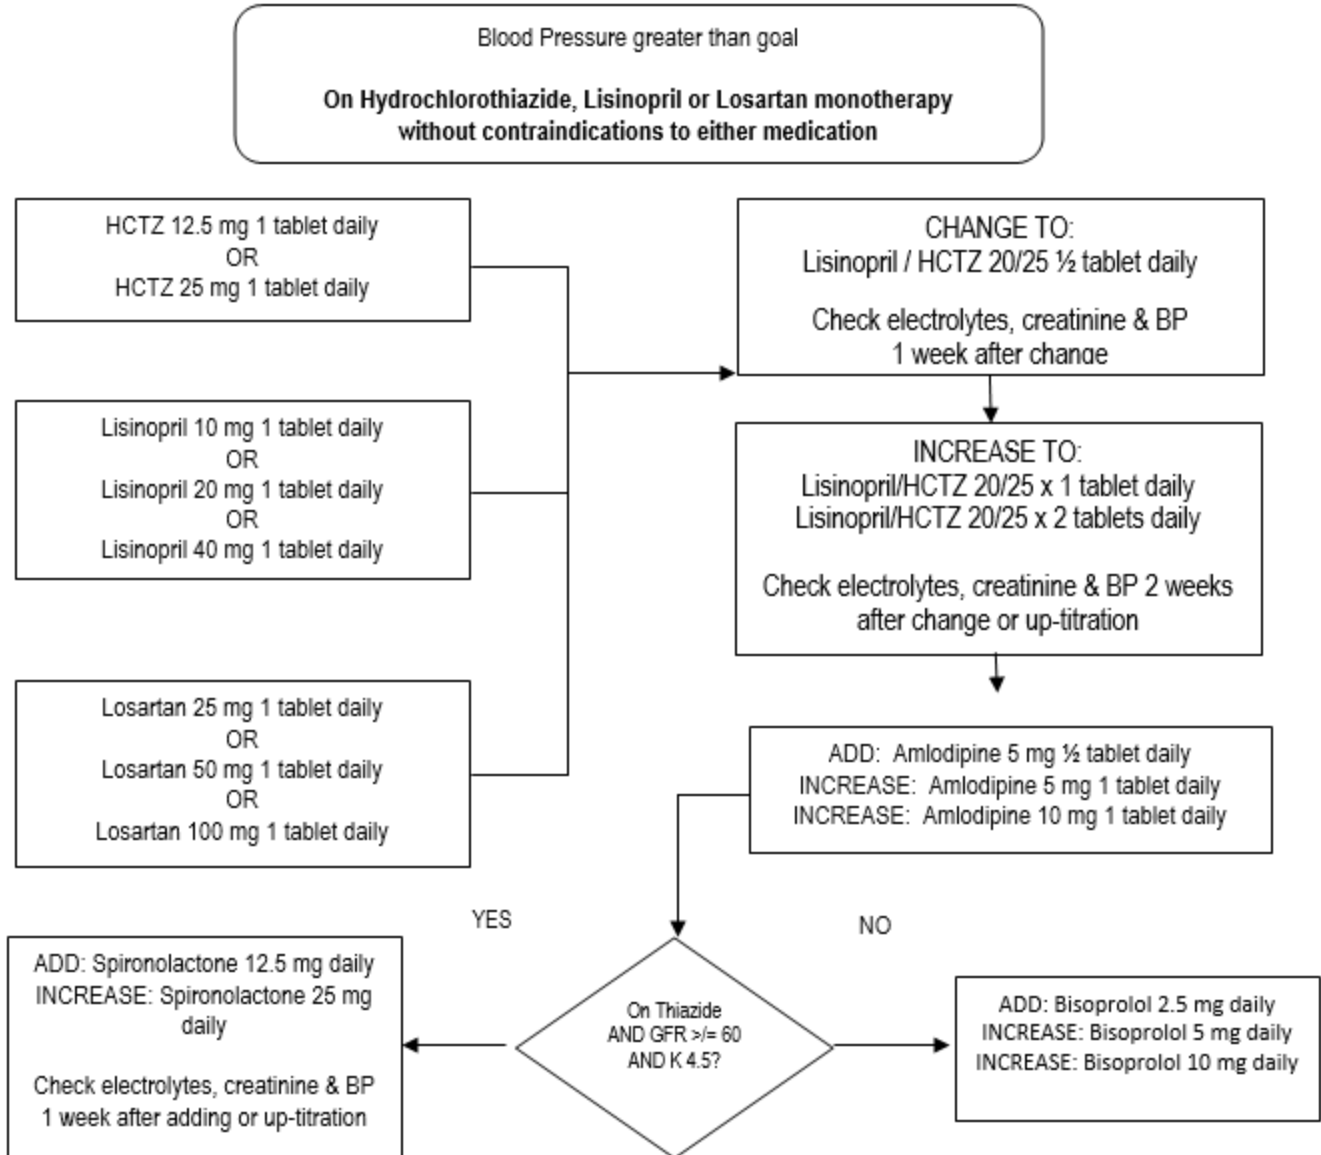 Blood Pressure greater than goal
On Hydrochlorothiazide, Lisinopril or Losartan monotherapy
without contraindications to either medication
HCTZ 12.5 mg 1 tablet daily
OR
HCTZ 25 mg 1 tablet daily
Lisinopril 10 mg 1 tablet daily
OR
Lisinopril 20 mg 1 tablet daily
OR
Lisinopril 40 mg 1 tablet daily
Losartan 25 mg 1 tablet daily
OR
Losartan 50 mg 1 tablet daily
OR
Losartan 100 mg 1 tablet daily
CHANGE TO:
Lisinopril / HCTZ 20/25 ½ tablet daily
Check electrolytes, creatinine & BP
1 week after change
INCREASE TO:
Lisinopril/HCTZ 20/25 x 1 tablet daily
Lisinopril/HCTZ 20/25 x 2 tablets daily
Check electrolytes, creatinine & BP 2 weeks
after change or up-titration
ADD: Amlodipine 5 mg ½ tablet daily
INCREASE: Amlodipine 5 mg 1 tablet daily
INCREASE: Amlodipine 10 mg 1 tablet daily
On Thiazide
AND GFR >/= 60
AND K 4.5?
YES
NO
ADD: Spironolactone 12.5 mg daily
INCREASE: Spironolactone 25 mg
daily
Check electrolytes, creatinine & BP
1 week after adding or up-titration
ADD: Bisoprolol 2.5 mg daily
INCREASE: Bisoprolol 5 mg daily
INCREASE: Bisoprolol 10 mg daily